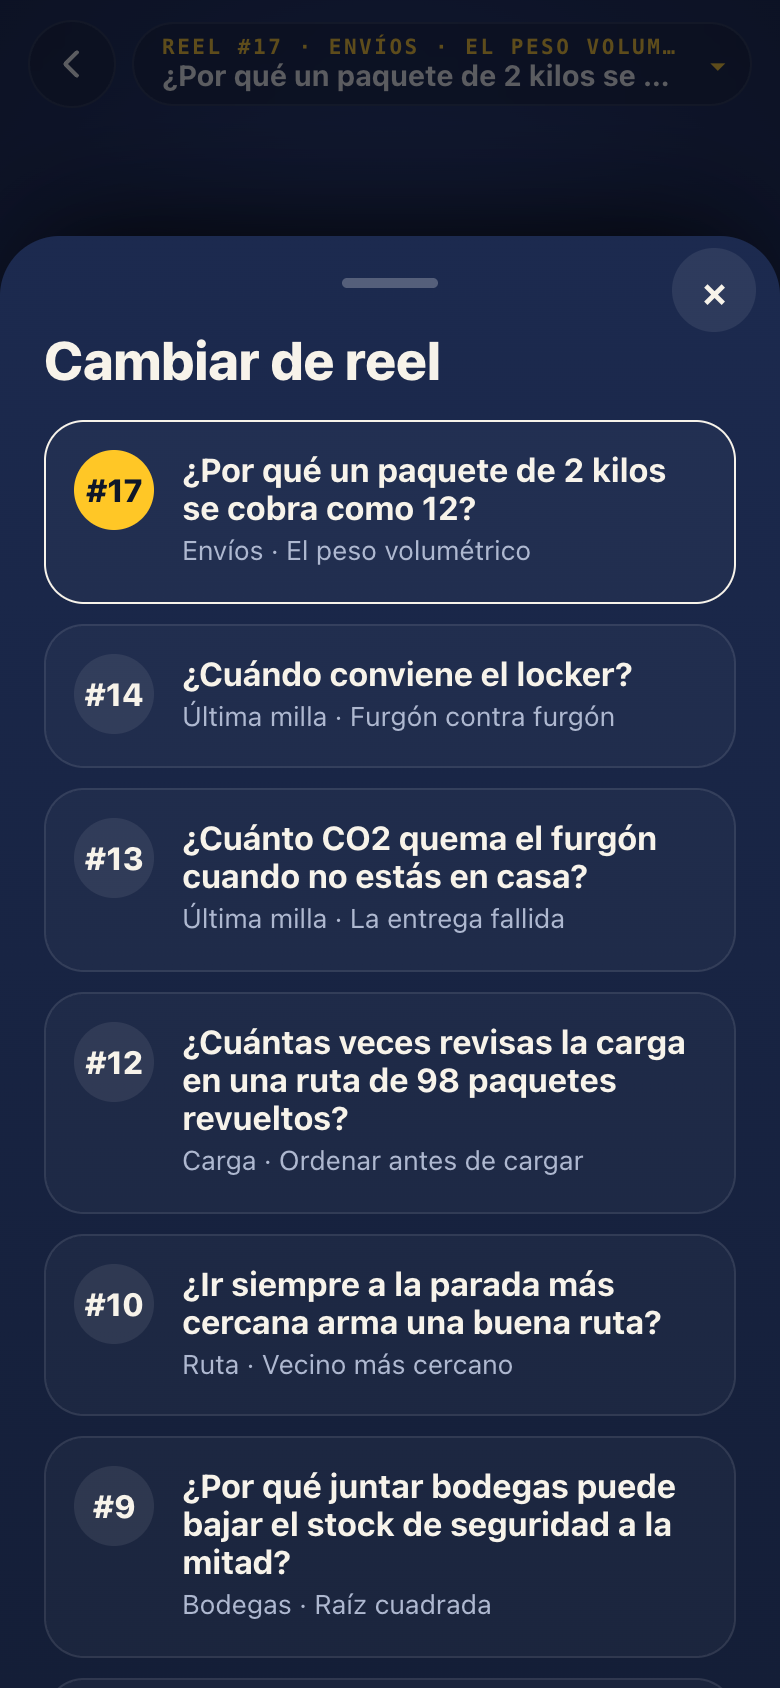 REEL #17 · ENVÍOS · EL PESO VOLUM…
¿Por qué un paquete de 2 kilos se ...
×
Cambiar de reel
#17
¿Por qué un paquete de 2 kilos
se cobra como 12?
Envíos · El peso volumétrico
#14
¿Cuándo conviene el locker?
Última milla · Furgón contra furgón
#13
¿Cuánto CO2 quema el furgón
cuando no estás en casa?
Última milla · La entrega fallida
#12
¿Cuántas veces revisas la carga
en una ruta de 98 paquetes
revueltos?
Carga · Ordenar antes de cargar
#10
¿Ir siempre a la parada más
cercana arma una buena ruta?
Ruta · Vecino más cercano
#9
¿Por qué juntar bodegas puede
bajar el stock de seguridad a la
mitad?
Bodegas · Raíz cuadrada